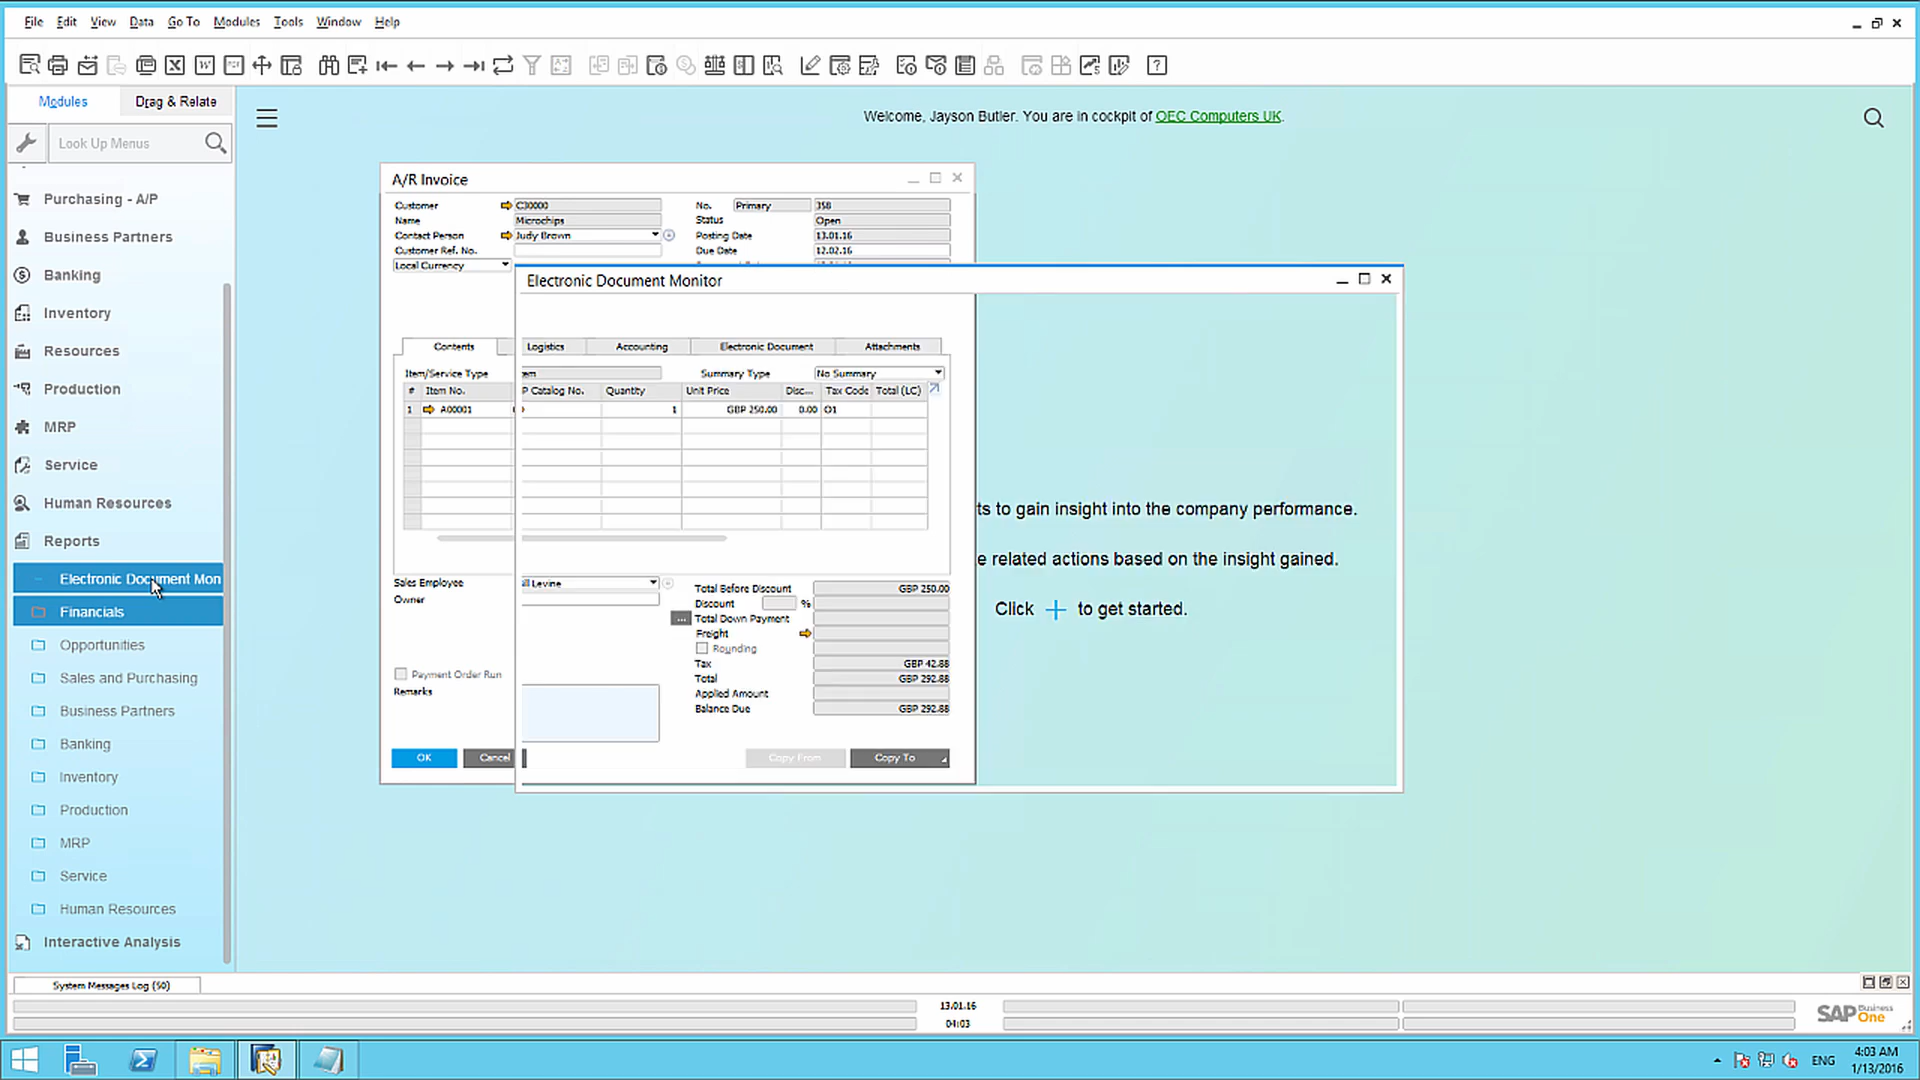 File Edit View Data Go To Modules Tools Window Help
Modules Drag & Relate
Look Up Menus
Welcome, Jayson Butler. You are in cockpit of OEC Computers UK.
Purchasing - A/P
Business Partners
Banking
Inventory
Resources
Production
MRP
Service
Human Resources
Reports
Electronic Document Mon
Financials
Opportunities
Sales and Purchasing
Business Partners
Banking
Inventory
Production
MRP
Service
Human Resources
Interactive Analysis
A/R Invoice
Customer C30000 No. Primary 358
Name Microchips Status Open
Contact Person Judy Brown Posting Date 13.01.16
Customer Ref. No. Due Date 12.02.16
Local Currency
Electronic Document Monitor
Contents Logistics Accounting Electronic Document Attachments
Item/Service Type Summary Type No Summary
# Item No. P Catalog No. Quantity Unit Price Disc... Tax Code Total (LC)
1 A00001 1 GBP 250.00 0.00 O1
Sales Employee ill Levine Total Before Discount GBP 250.00
Owner Discount %
... Total Down Payment
Freight
Rounding
Tax GBP 42.88
Payment Order Run Total GBP 292.88
Remarks Applied Amount
Balance Due GBP 292.88
OK Cancel Copy From Copy To
ts to gain insight into the company performance.
e related actions based on the insight gained.
Click + to get started.
System Messages Log (50)
13.01.16
04:03
SAP Business One
ENG 4:03 AM
1/13/2016